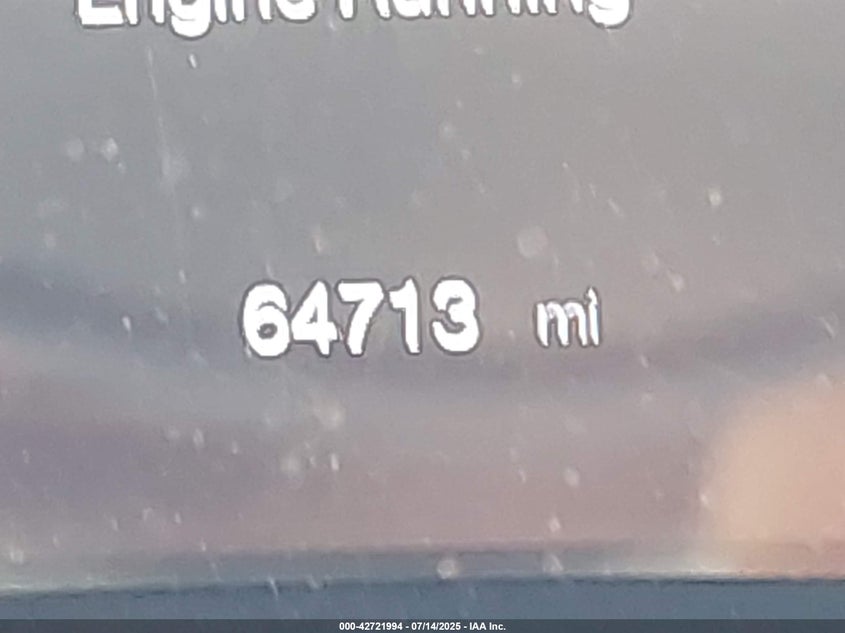 Engine Running
64713 mi
000-42721994 - 07/14/2025 - IAA Inc.